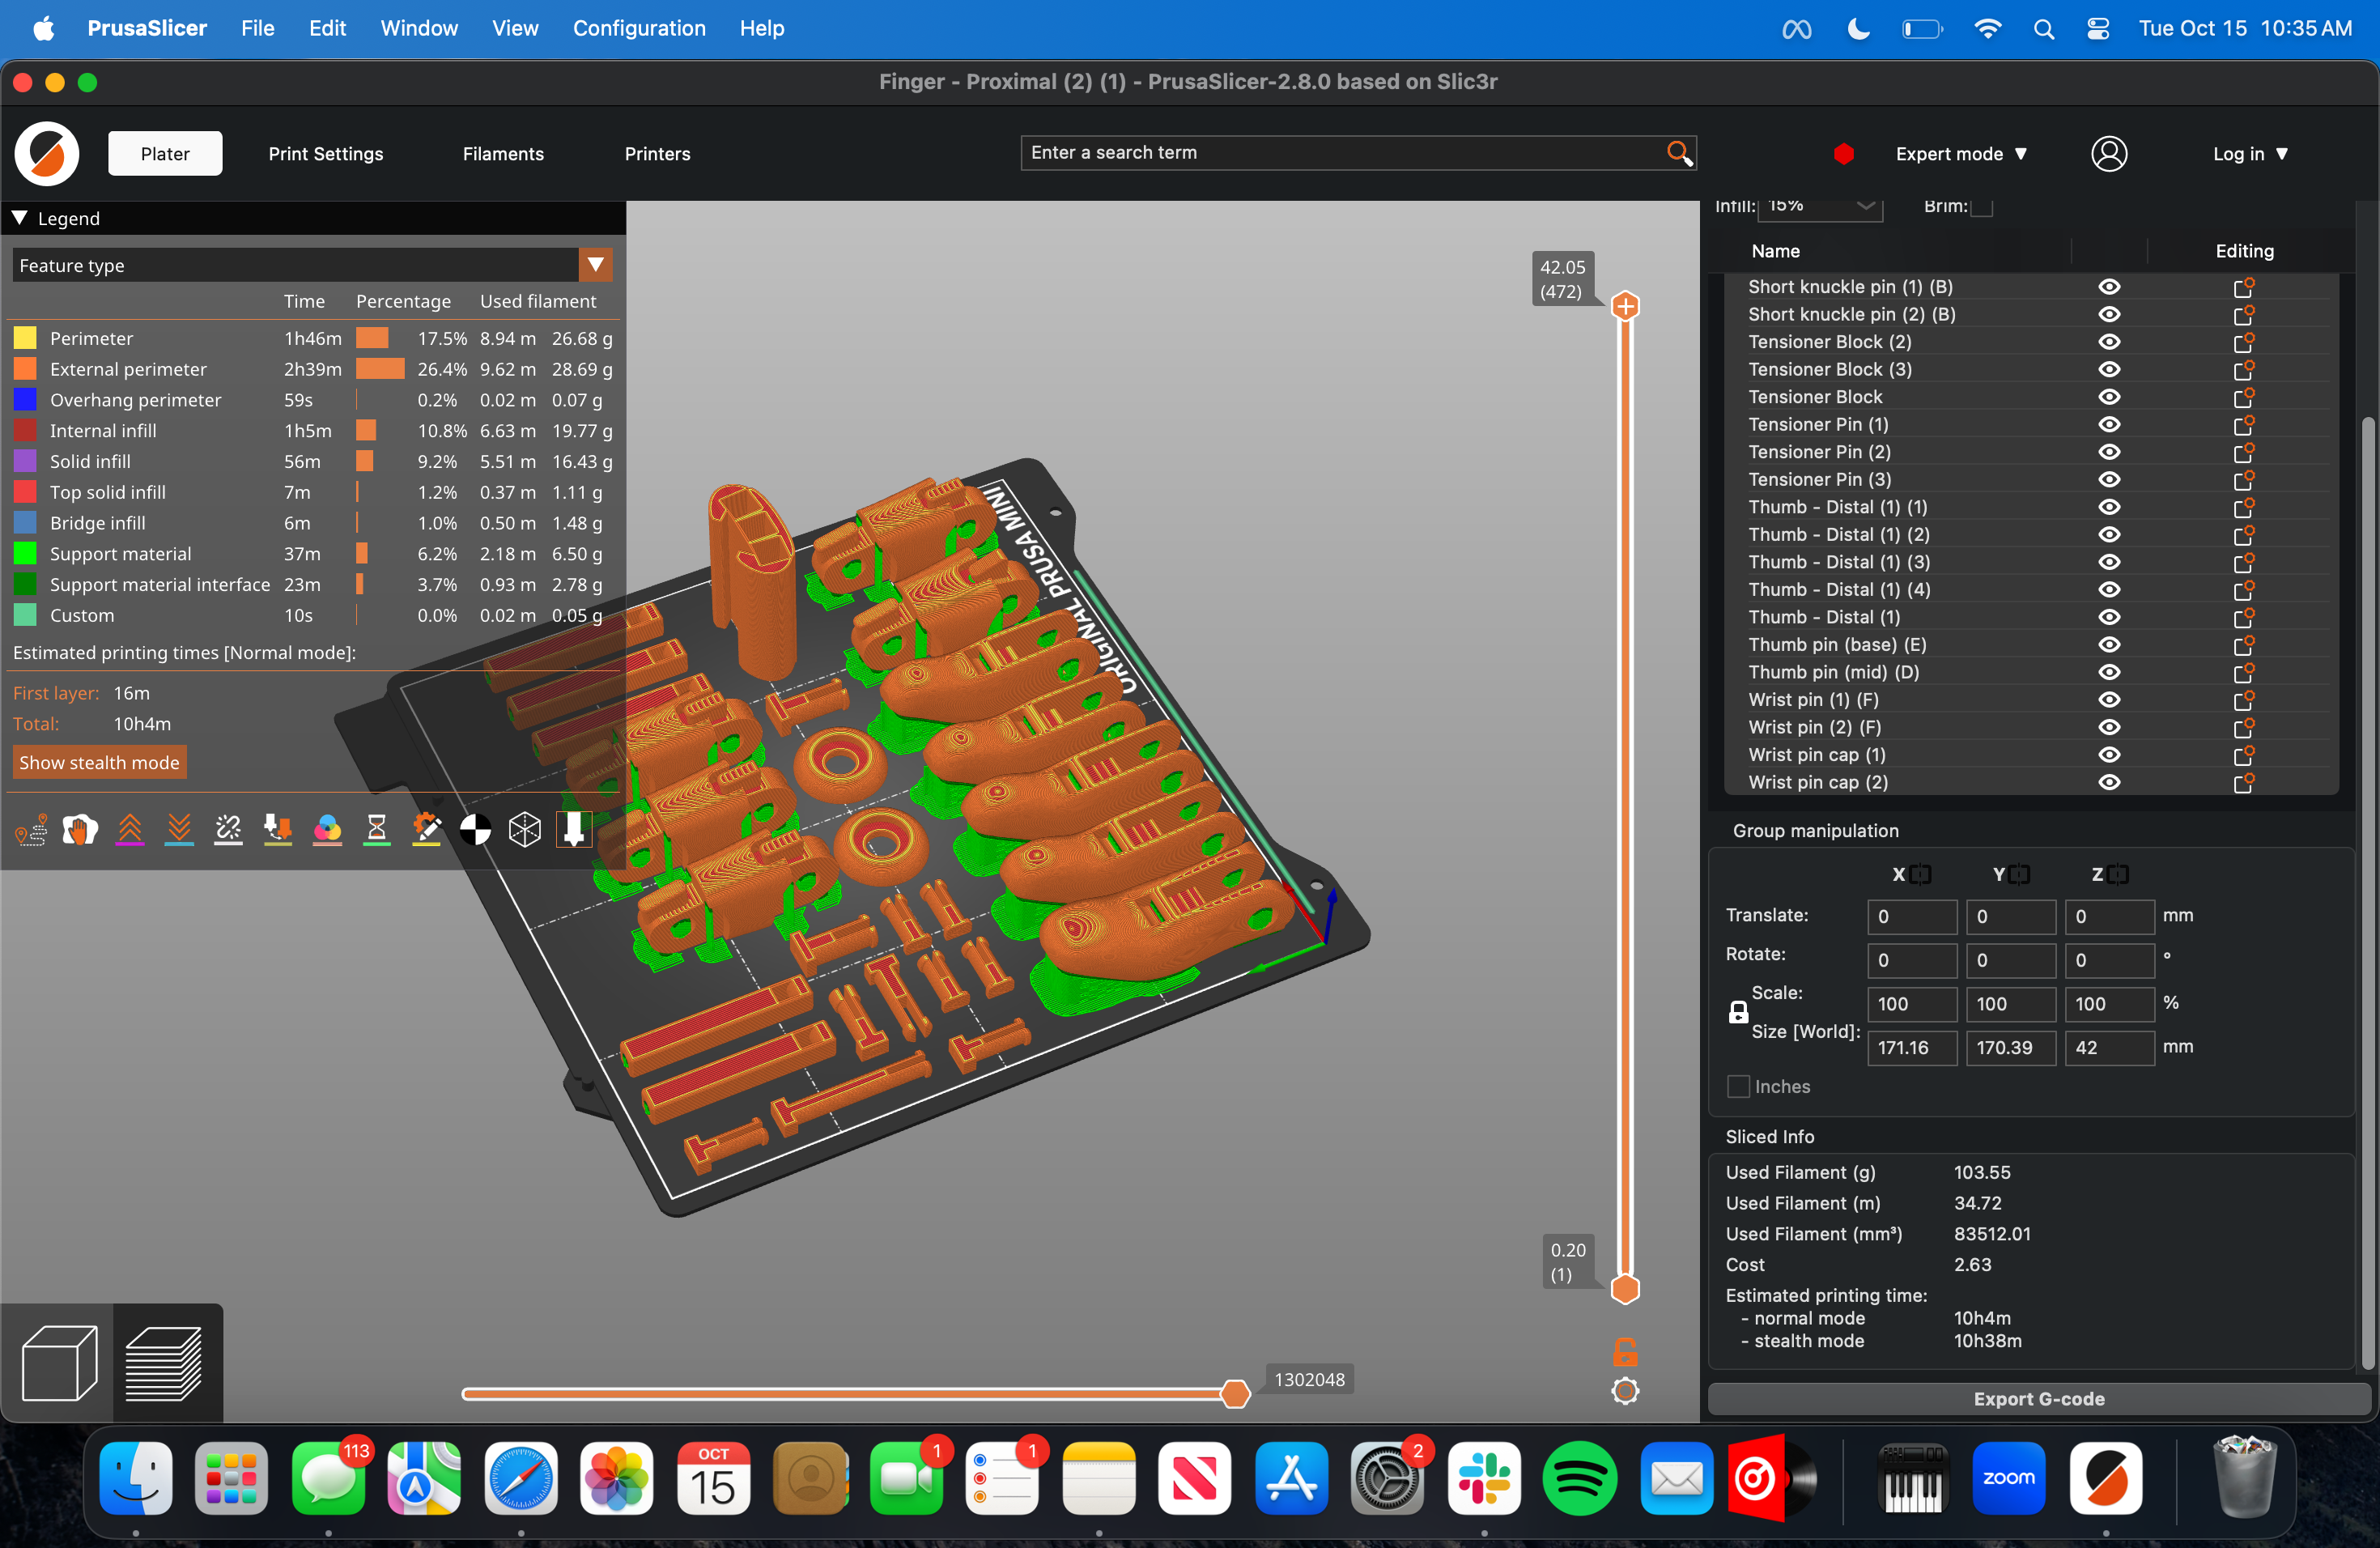 PrusaSlicer File Edit Window View Configuration Help Tue Oct 15 10:35 AM
Finger - Proximal (2) (1) - PrusaSlicer-2.8.0 based on Slic3r
Plater Print Settings Filaments Printers Enter a search term Expert mode Log in
Legend
Feature type
Time Percentage Used filament
Perimeter 1h46m 17.5% 8.94 m 26.68 g
External perimeter 2h39m 26.4% 9.62 m 28.69 g
Overhang perimeter 59s 0.2% 0.02 m 0.07 g
Internal infill 1h5m 10.8% 6.63 m 19.77 g
Solid infill 56m 9.2% 5.51 m 16.43 g
Top solid infill 7m 1.2% 0.37 m 1.11 g
Bridge infill 6m 1.0% 0.50 m 1.48 g
Support material 37m 6.2% 2.18 m 6.50 g
Support material interface 23m 3.7% 0.93 m 2.78 g
Custom 10s 0.0% 0.02 m 0.05 g
Estimated printing times [Normal mode]:
First layer: 16m
Total: 10h4m
Show stealth mode
ORIGINAL PRUSA MINI
42.05
(472)
0.20
(1)
1302048
Infill: 15% Brim:
Name Editing
Short knuckle pin (1) (B)
Short knuckle pin (2) (B)
Tensioner Block (2)
Tensioner Block (3)
Tensioner Block
Tensioner Pin (1)
Tensioner Pin (2)
Tensioner Pin (3)
Thumb - Distal (1) (1)
Thumb - Distal (1) (2)
Thumb - Distal (1) (3)
Thumb - Distal (1) (4)
Thumb - Distal (1)
Thumb pin (base) (E)
Thumb pin (mid) (D)
Wrist pin (1) (F)
Wrist pin (2) (F)
Wrist pin cap (1)
Wrist pin cap (2)
Group manipulation
X Y Z
Translate: 0 0 0 mm
Rotate: 0 0 0 °
Scale: 100 100 100 %
Size [World]: 171.16 170.39 42 mm
Inches
Sliced Info
Used Filament (g) 103.55
Used Filament (m) 34.72
Used Filament (mm³) 83512.01
Cost 2.63
Estimated printing time:
- normal mode 10h4m
- stealth mode 10h38m
Export G-code
113 OCT 15 1 1 2 zoom